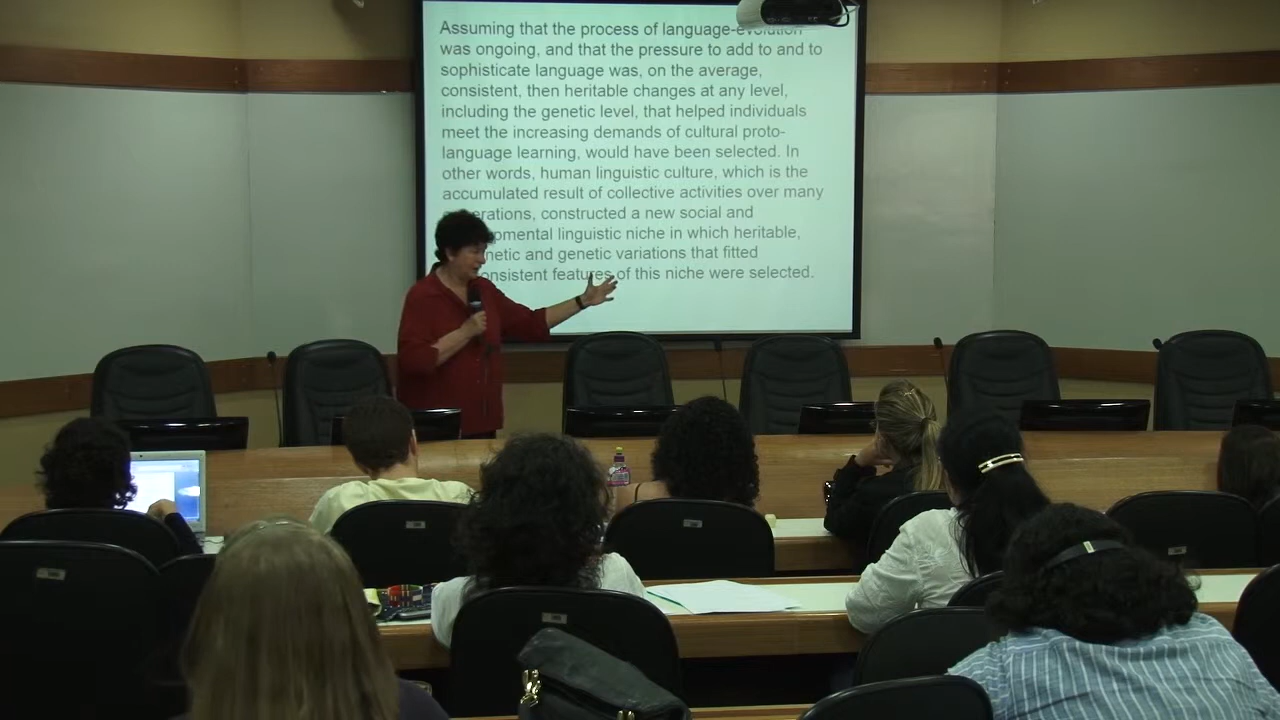 Assuming that the process of language-evolution
was ongoing, and that the pressure to add to and to
sophisticate language was, on the average,
consistent, then heritable changes at any level,
including the genetic level, that helped individuals
meet the increasing demands of cultural proto-
language learning, would have been selected. In
other words, human linguistic culture, which is the
accumulated result of collective activities over many
generations, constructed a new social and
linguistic niche in which heritable,
and genetic variations that fitted
consistent features of this niche were selected.